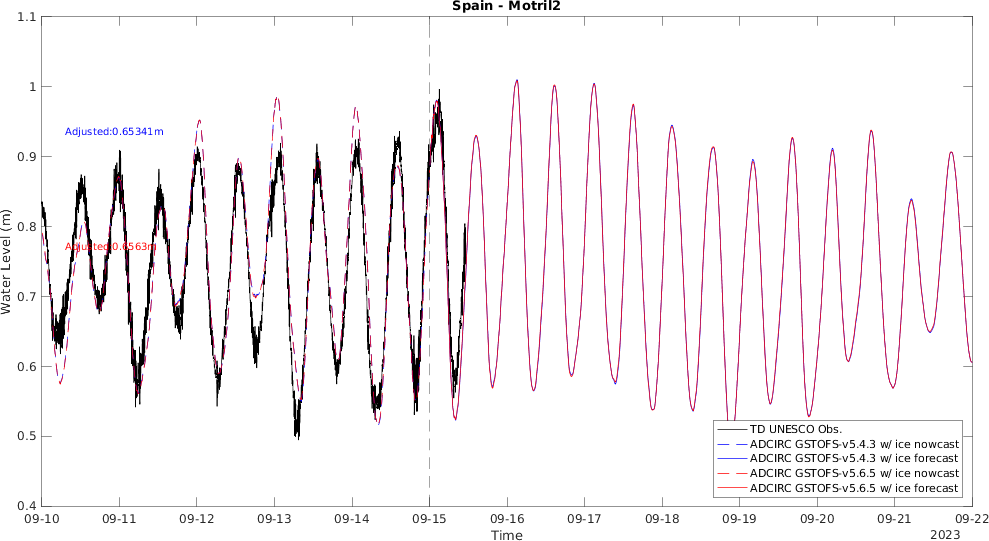 Spain - Motril2
1.1
1
0.9
0.8
0.7
0.6
0.5
0.4
Water Level (m)
Adjusted:0.65341m
Adjusted:0.6563m
TD UNESCO Obs.
ADCIRC GSTOFS-v5.4.3 w/ ice nowcast
ADCIRC GSTOFS-v5.4.3 w/ ice forecast
ADCIRC GSTOFS-v5.6.5 w/ ice nowcast
ADCIRC GSTOFS-v5.6.5 w/ ice forecast
09-10 09-11 09-12 09-13 09-14 09-15 09-16 09-17 09-18 09-19 09-20 09-21 09-22
Time
2023